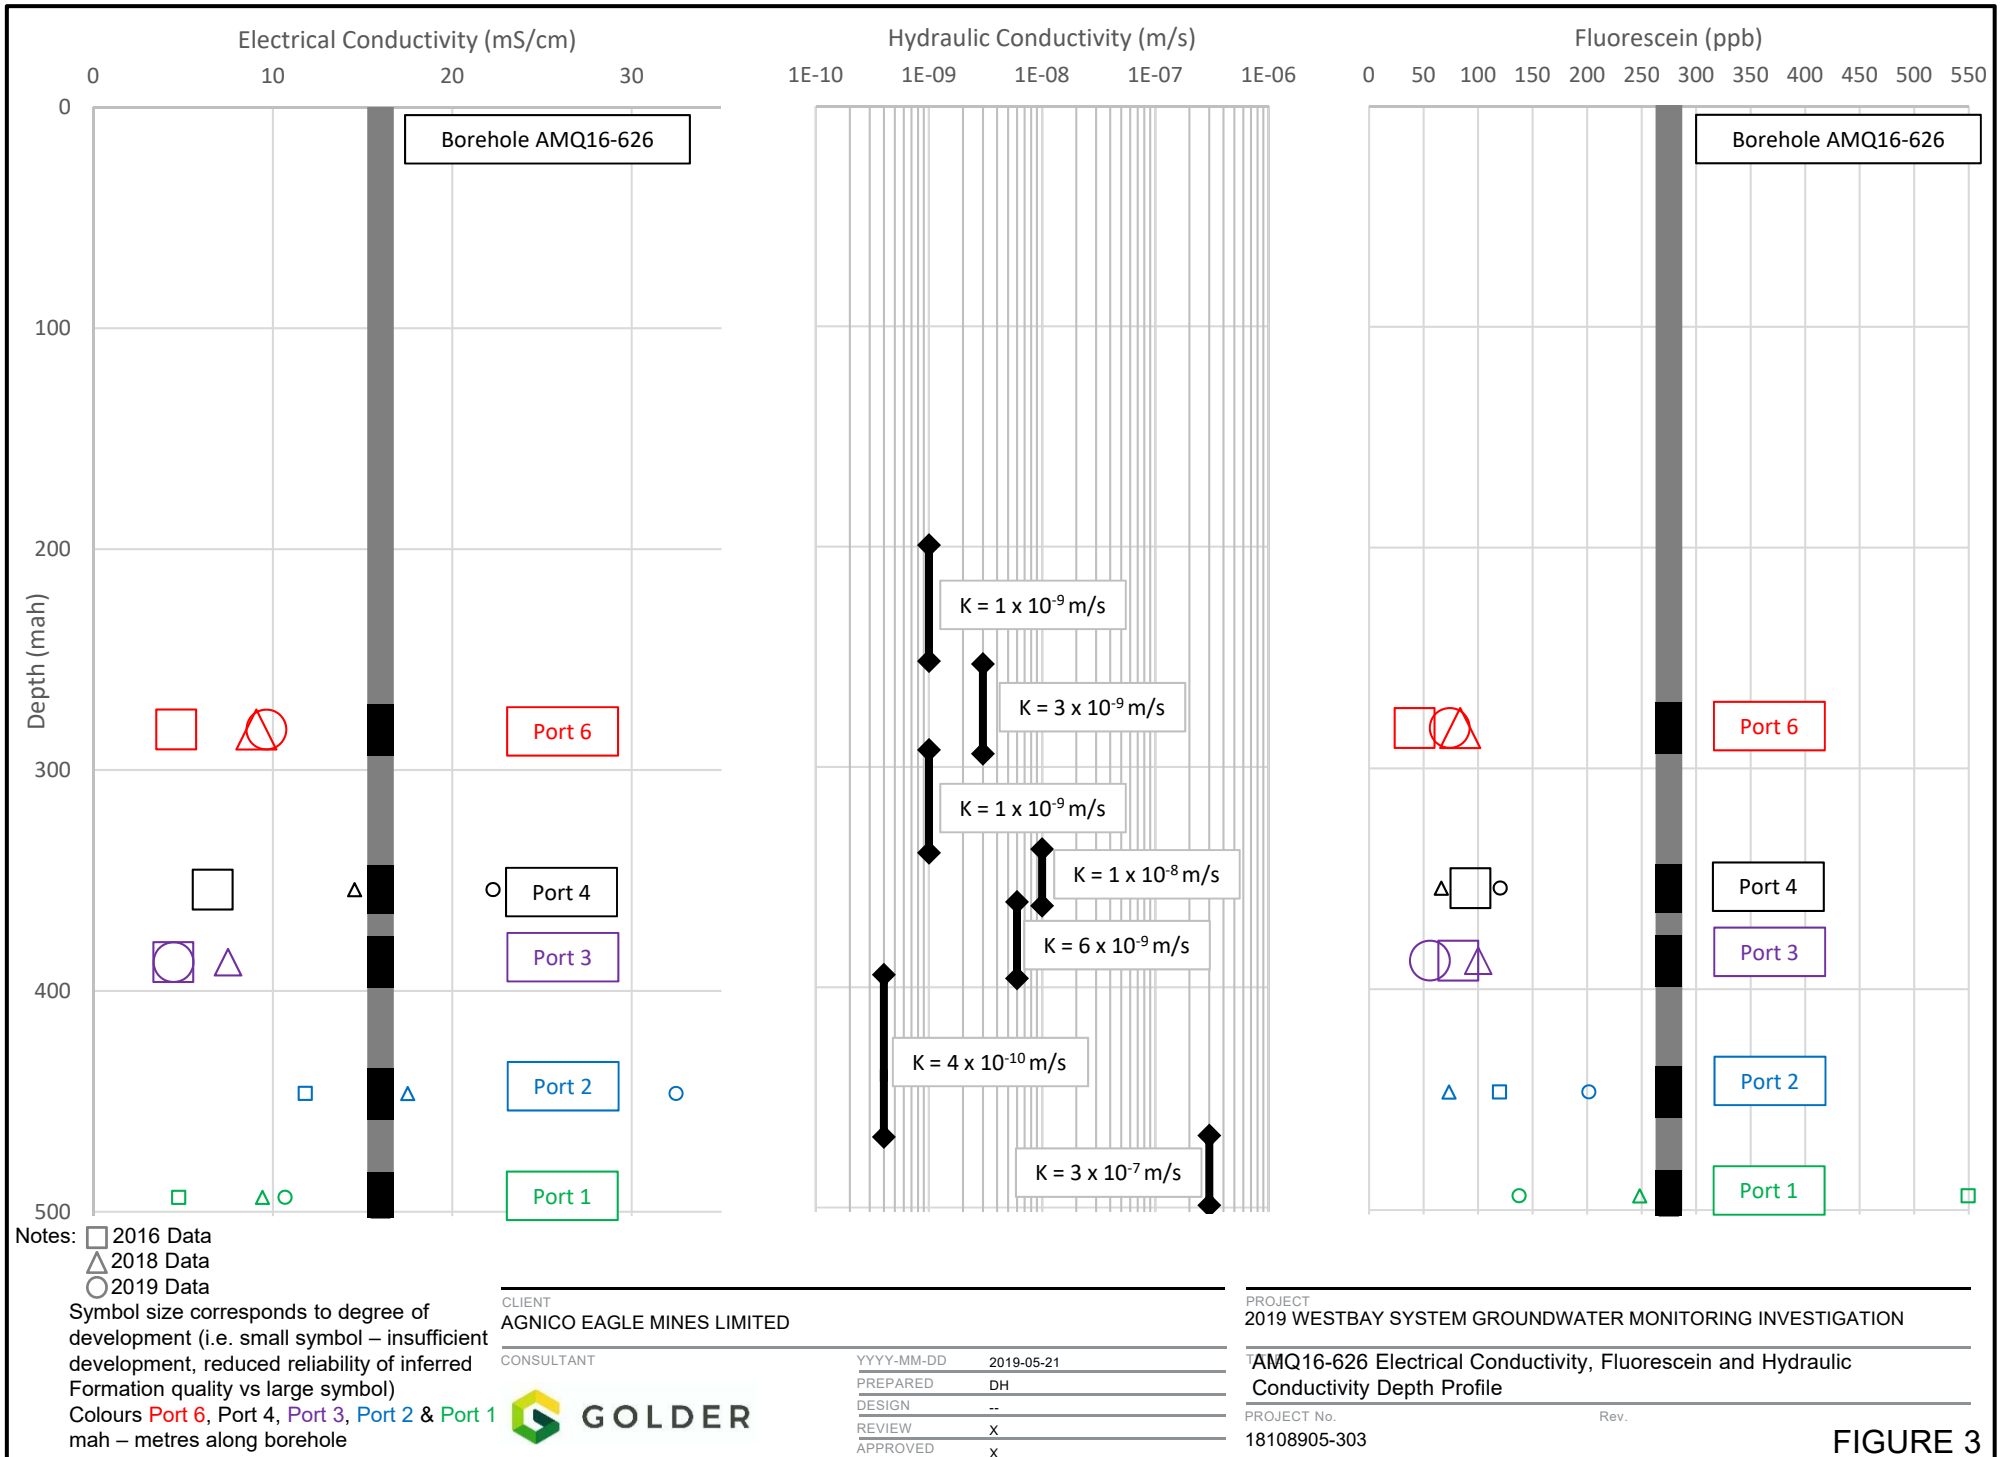 Electrical Conductivity (mS/cm)
0 10 20 30
Hydraulic Conductivity (m/s)
1E-10 1E-09 1E-08 1E-07 1E-06
Fluorescein (ppb)
0 50 100 150 200 250 300 350 400 450 500 550
Depth (mah)
0
100
200
300
400
500
Borehole AMQ16-626
Port 6
Port 4
Port 3
Port 2
Port 1
K = 1 x 10⁻⁹ m/s
K = 3 x 10⁻⁹ m/s
K = 1 x 10⁻⁹ m/s
K = 1 x 10⁻⁸ m/s
K = 6 x 10⁻⁹ m/s
K = 4 x 10⁻¹⁰ m/s
K = 3 x 10⁻⁷ m/s
Borehole AMQ16-626
Port 6
Port 4
Port 3
Port 2
Port 1
Notes: 2016 Data
2018 Data
2019 Data
Symbol size corresponds to degree of
development (i.e. small symbol – insufficient
development, reduced reliability of inferred
Formation quality vs large symbol)
Colours Port 6, Port 4, Port 3, Port 2 & Port 1
mah – metres along borehole
CLIENT
AGNICO EAGLE MINES LIMITED
CONSULTANT
GOLDER
YYYY-MM-DD 2019-05-21
PREPARED DH
DESIGN --
REVIEW X
APPROVED X
PROJECT
2019 WESTBAY SYSTEM GROUNDWATER MONITORING INVESTIGATION
AMQ16-626 Electrical Conductivity, Fluorescein and Hydraulic
Conductivity Depth Profile
PROJECT No. Rev.
18108905-303
FIGURE 3